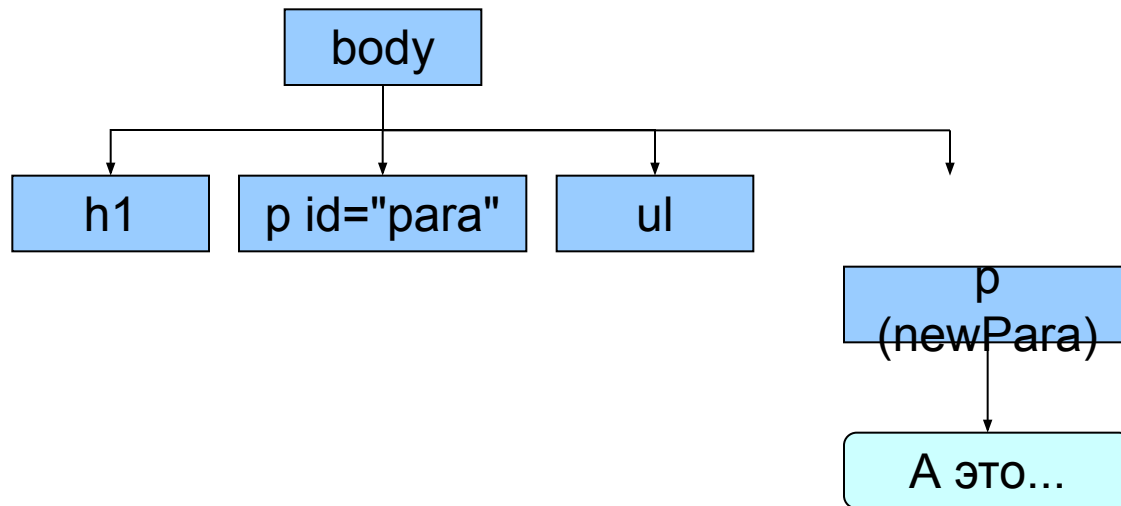 body
h1
p id="para"
ul
p
(newPara)
А это...